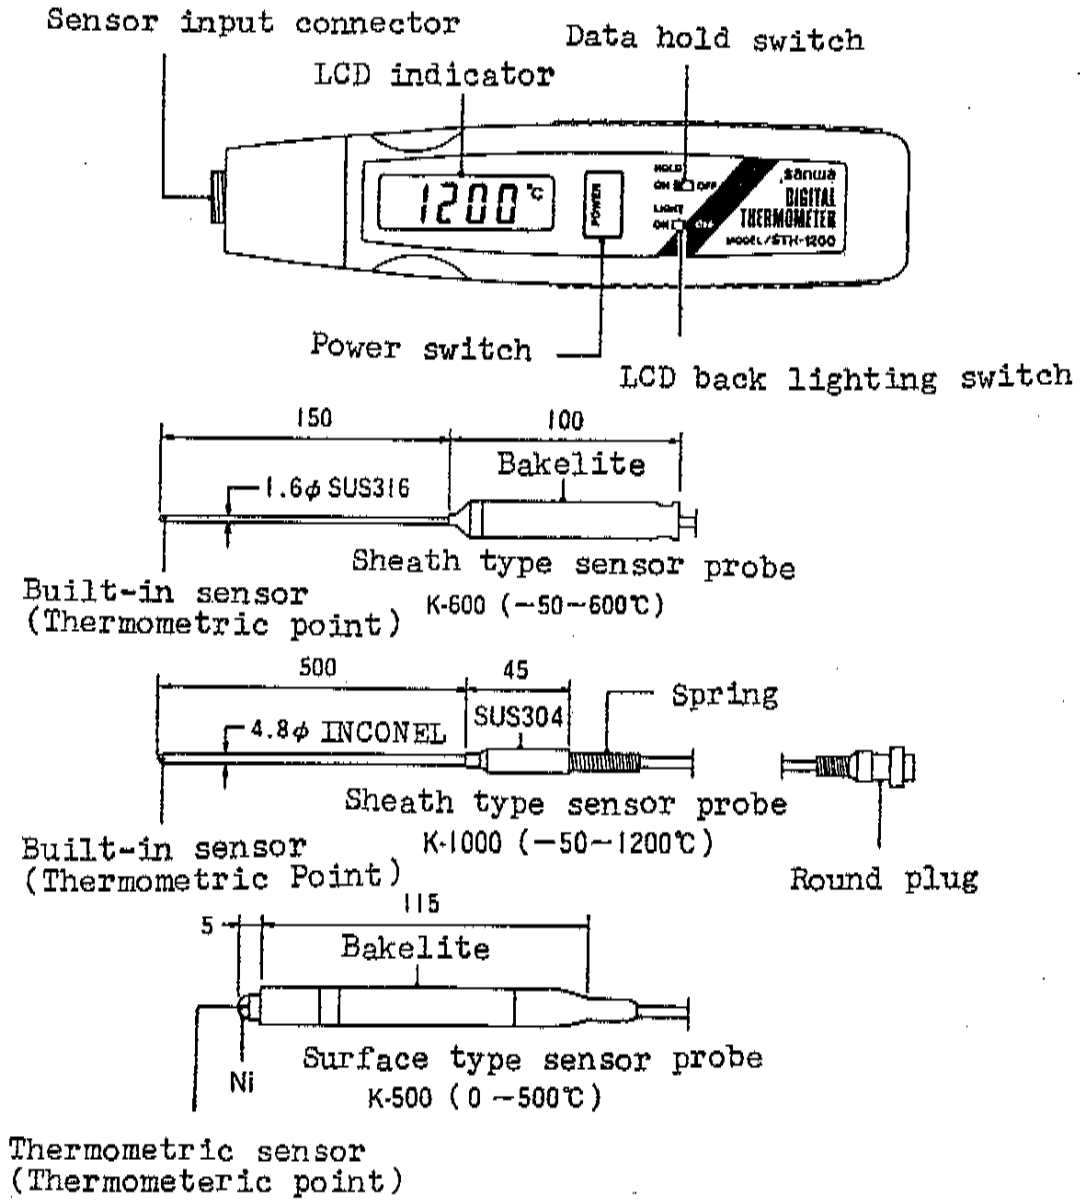 Sensor input connector
Data hold switch
LCD indicator
HOLD
ON OFF
LIGHT
ON OFF
1200 °C
POWER
sanwa
DIGITAL
THERMOMETER
MODEL/STH-1200
Power switch
LCD back lighting switch
150
100
Bakelite
1.6φ SUS316
Sheath type sensor probe
K-600 (−50∼600℃)
Built-in sensor
(Thermometric point)
500
45
Spring
SUS304
4.8φ INCONEL
Sheath type sensor probe
K-1000 (−50∼1200℃)
Built-in sensor
(Thermometric Point)
Round plug
115
5
Bakelite
Surface type sensor probe
K-500 ( 0 ∼500℃)
Ni
Thermometric sensor
(Thermometeric point)